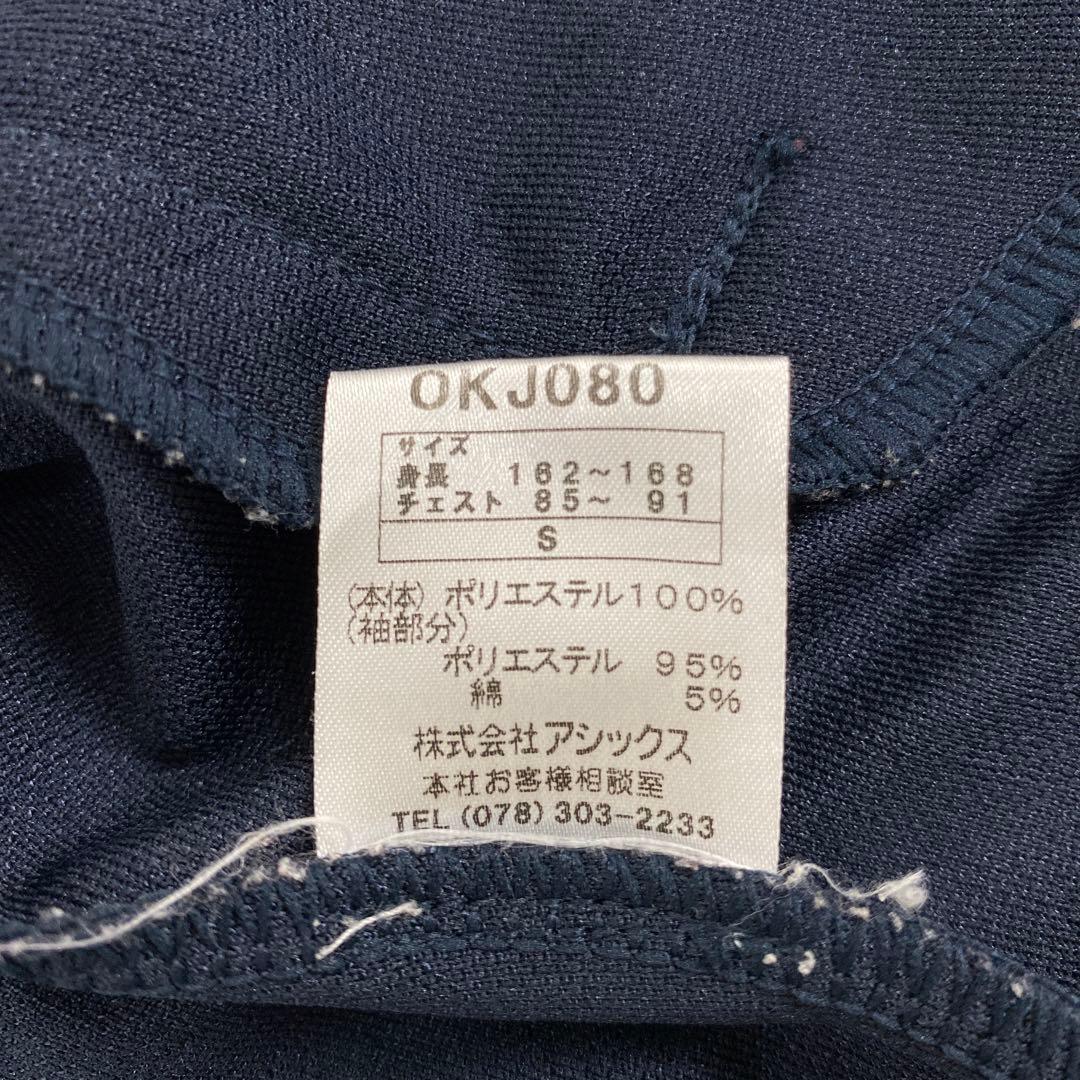 OKJ080
サイズ
身長 162～168
チェスト 85～ 91
S
(本体) ポリエステル100%
(袖部分)
ポリエステル 95%
綿 5%
株式会社アシックス
本社お客様相談室
TEL (078) 303-2233